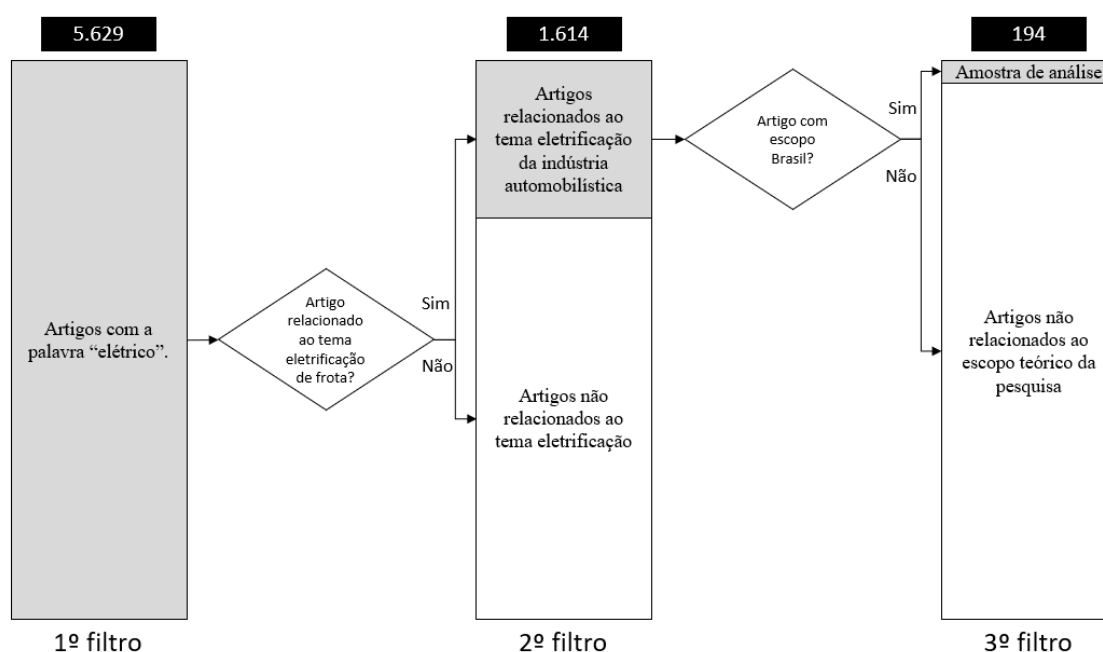 5.629
Artigos com a
palavra “elétrico”.
1º filtro
Artigo
relacionado
ao tema
eletrificação
de frota?
Sim
Não
1.614
Artigos
relacionados ao
tema eletrificação
da indústria
automobilística
Artigos não
relacionados ao
tema eletrificação
2º filtro
Artigo com
escopo
Brasil?
Sim
Não
194
Amostra de análise
Artigos não
relacionados ao
escopo teórico da
pesquisa
3º filtro